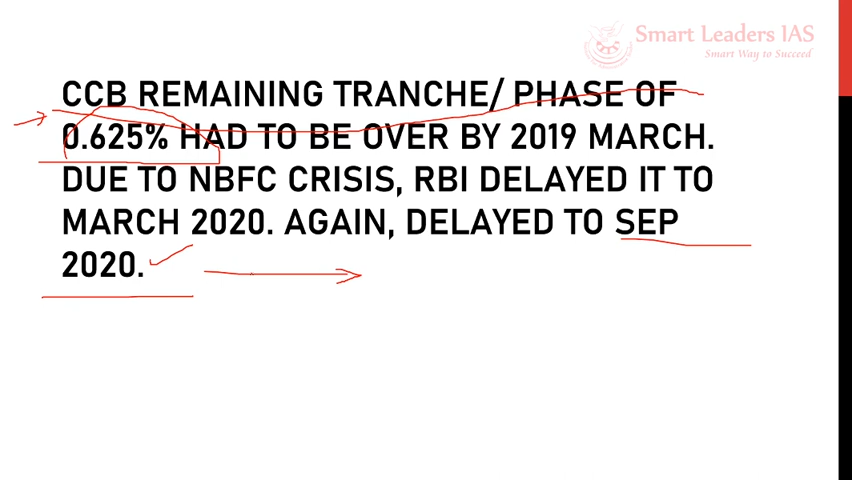 Smart Leaders IAS
Smart Way to Succeed
CCB REMAINING TRANCHE/ PHASE OF
0.625% HAD TO BE OVER BY 2019 MARCH.
DUE TO NBFC CRISIS, RBI DELAYED IT TO
MARCH 2020. AGAIN, DELAYED TO SEP
2020.